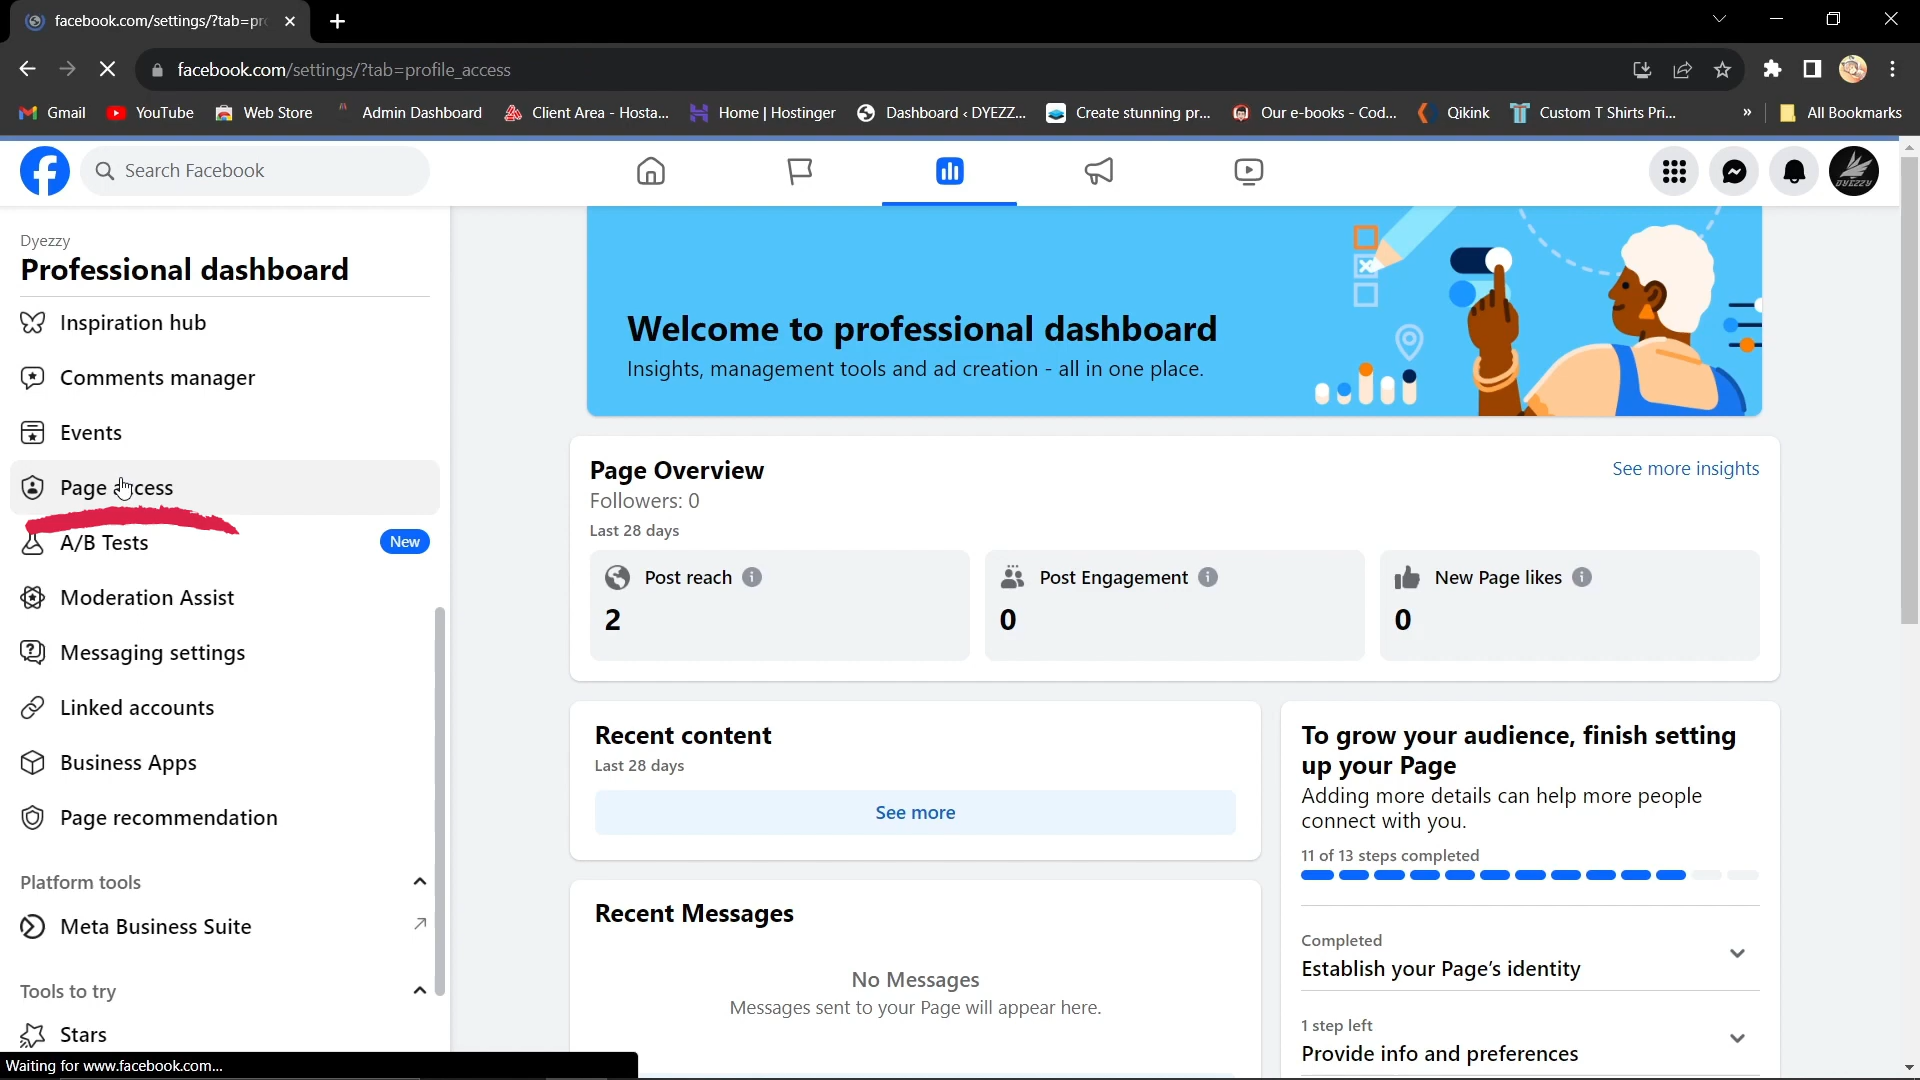 facebook.com/settings/?tab=pr
facebook.com/settings/?tab=profile_access
Gmail
YouTube
Web Store
Admin Dashboard
Client Area - Hosta...
Home | Hostinger
Dashboard ‹ DYEZZ...
Create stunning pr...
Our e-books - Cod...
Qikink
Custom T Shirts Pri...
»
All Bookmarks
Search Facebook
DYEZZY
Dyezzy
Professional dashboard
Inspiration hub
Comments manager
Events
Page access
A/B Tests
New
Moderation Assist
Messaging settings
Linked accounts
Business Apps
Page recommendation
Platform tools
Meta Business Suite
Tools to try
Stars
Waiting for www.facebook.com...
Welcome to professional dashboard
Insights, management tools and ad creation - all in one place.
Page Overview
See more insights
Followers: 0
Last 28 days
Post reach
2
Post Engagement
0
New Page likes
0
Recent content
Last 28 days
See more
Recent Messages
No Messages
Messages sent to your Page will appear here.
To grow your audience, finish setting
up your Page
Adding more details can help more people
connect with you.
11 of 13 steps completed
Completed
Establish your Page's identity
1 step left
Provide info and preferences